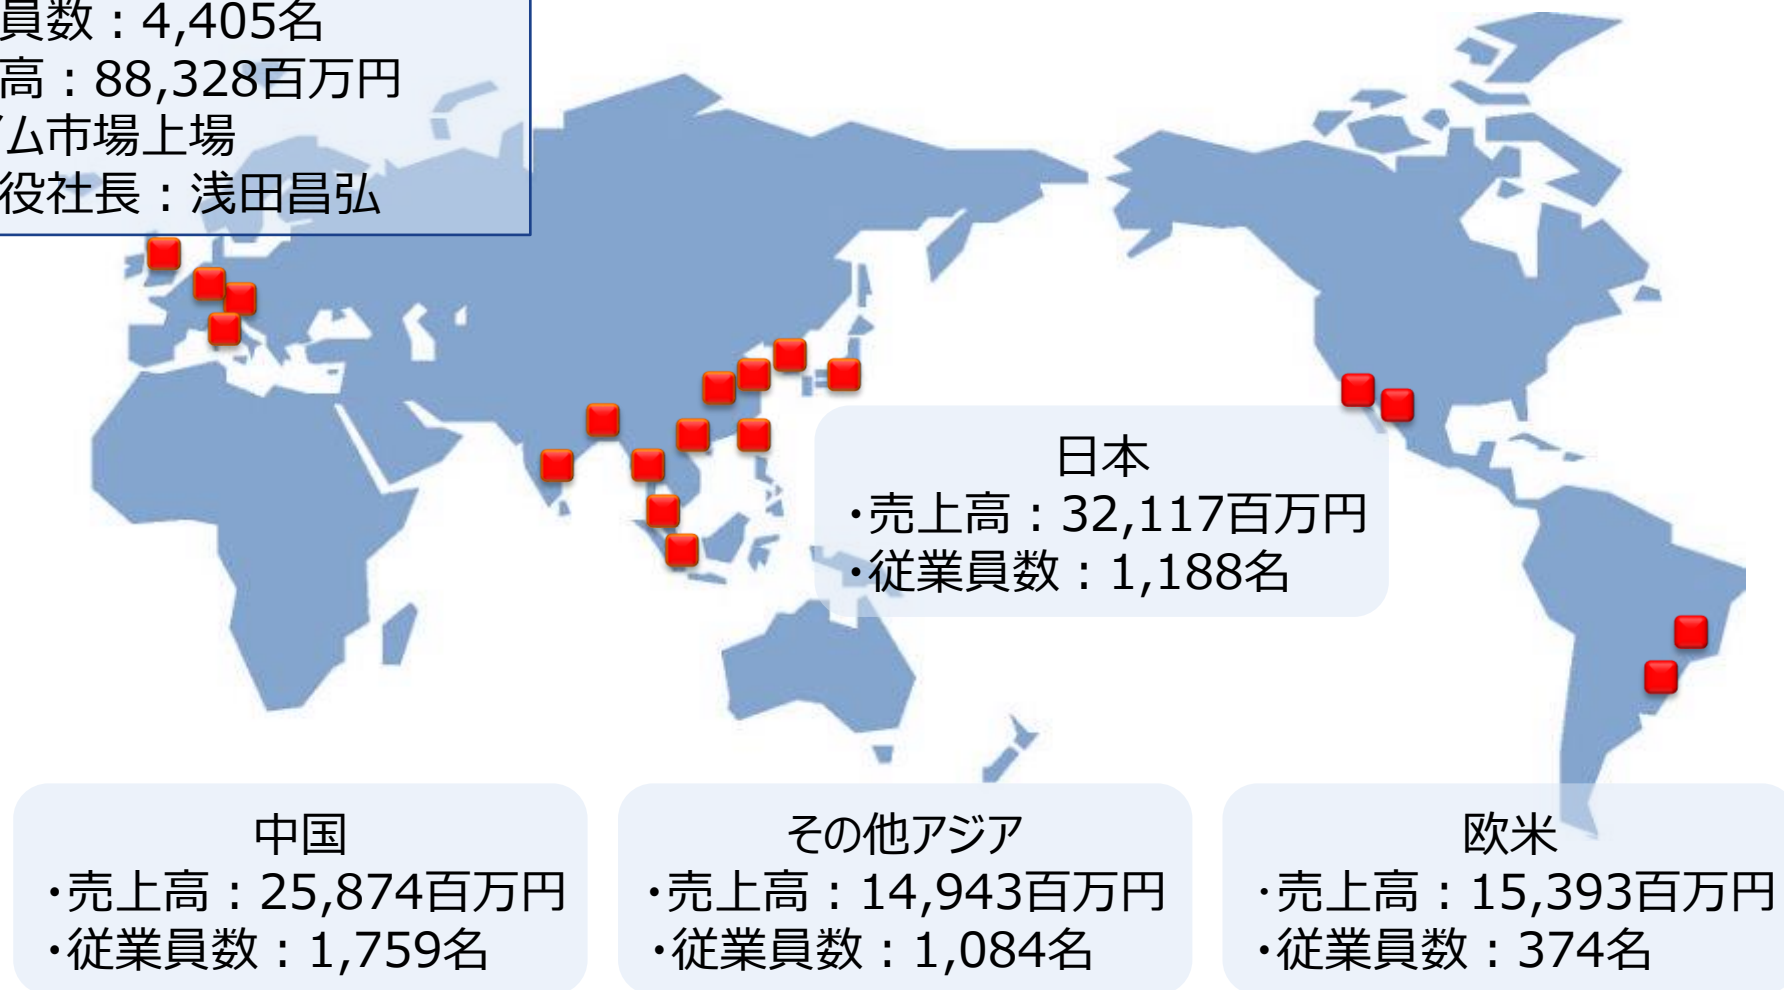 員数：4,405名
高：88,328百万円
イム市場上場
役社長：浅田昌弘
日本
・売上高：32,117百万円
・従業員数：1,188名
中国
・売上高：25,874百万円
・従業員数：1,759名
その他アジア
・売上高：14,943百万円
・従業員数：1,084名
欧米
・売上高：15,393百万円
・従業員数：374名